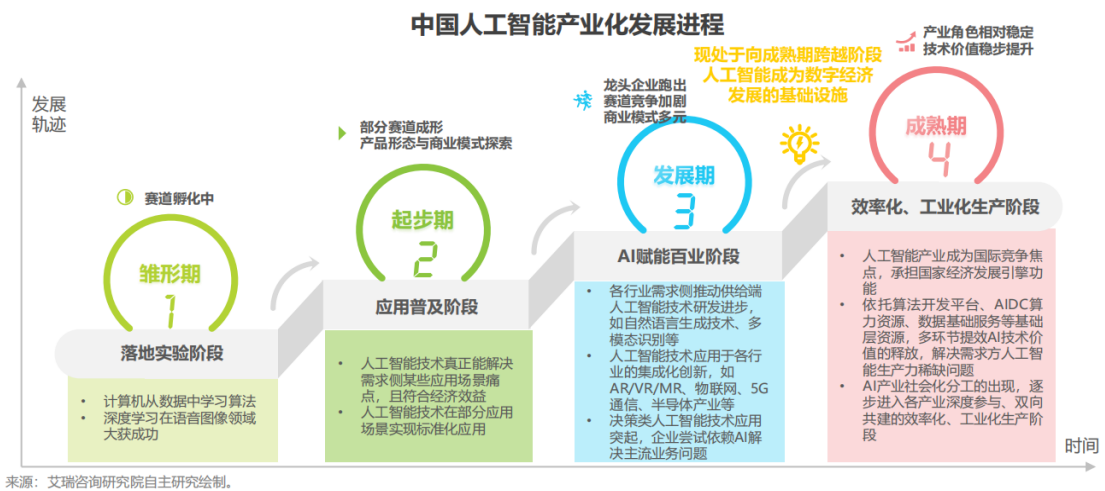 中国人工智能产业化发展进程
发展
轨迹
赛道孵化中
雏形期
1
落地实验阶段
• 计算机从数据中学习算法
• 深度学习在语音图像领域
大获成功
部分赛道成形
产品形态与商业模式探索
起步期
2
应用普及阶段
• 人工智能技术真正能解决
需求侧某些应用场景痛
点，且符合经济效益
• 人工智能技术在部分应用
场景实现标准化应用
龙头企业跑出
赛道竞争加剧
商业模式多元
发展期
3
AI赋能百业阶段
• 各行业需求侧推动供给端
人工智能技术研发进步，
如自然语言生成技术、多
模态识别等
• 人工智能技术应用于各行
业的集成化创新，如
AR/VR/MR、物联网、5G
通信、半导体产业等
• 决策类人工智能技术应用
突起，企业尝试依赖AI解
决主流业务问题
现处于向成熟期跨越阶段
人工智能成为数字经济
发展的基础设施
产业角色相对稳定
技术价值稳步提升
成熟期
4
效率化、工业化生产阶段
• 人工智能产业成为国际竞争焦
点，承担国家经济发展引擎功
能
• 依托算法开发平台、AIDC算
力资源、数据基础服务等基础
层资源，多环节提效AI技术价
值的释放，解决需求方人工智
能生产力稀缺问题
• AI产业社会化分工的出现，逐
步进入各产业深度参与、双向
共建的效率化、工业化生产阶
段
时间
来源：艾瑞咨询研究院自主研究绘制。